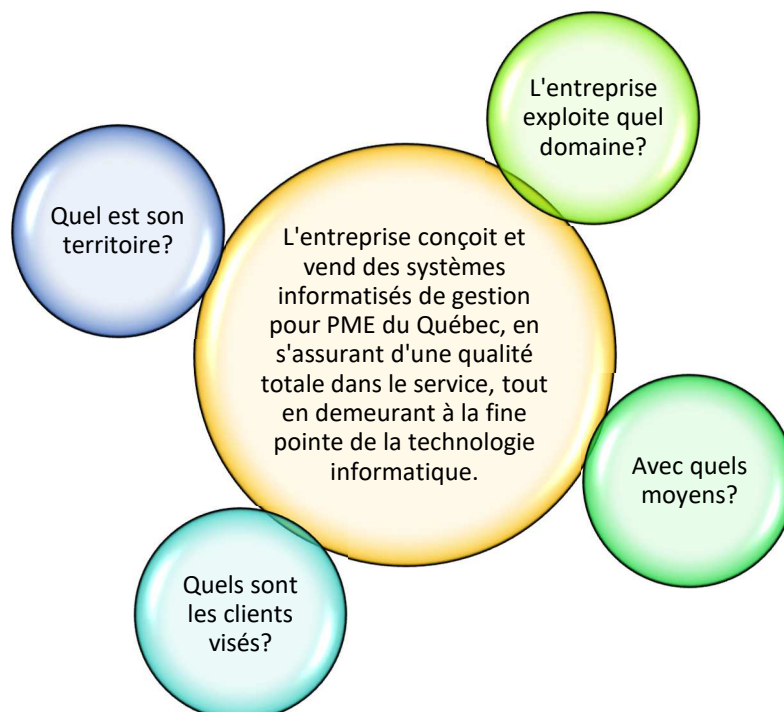 L'entreprise
exploite quel
domaine?
Quel est son
territoire?
L'entreprise conçoit et
vend des systèmes
informatisés de gestion
pour PME du Québec, en
s'assurant d'une qualité
totale dans le service, tout
en demeurant à la fine
pointe de la technologie
informatique.
Avec quels
moyens?
Quels sont
les clients
visés?